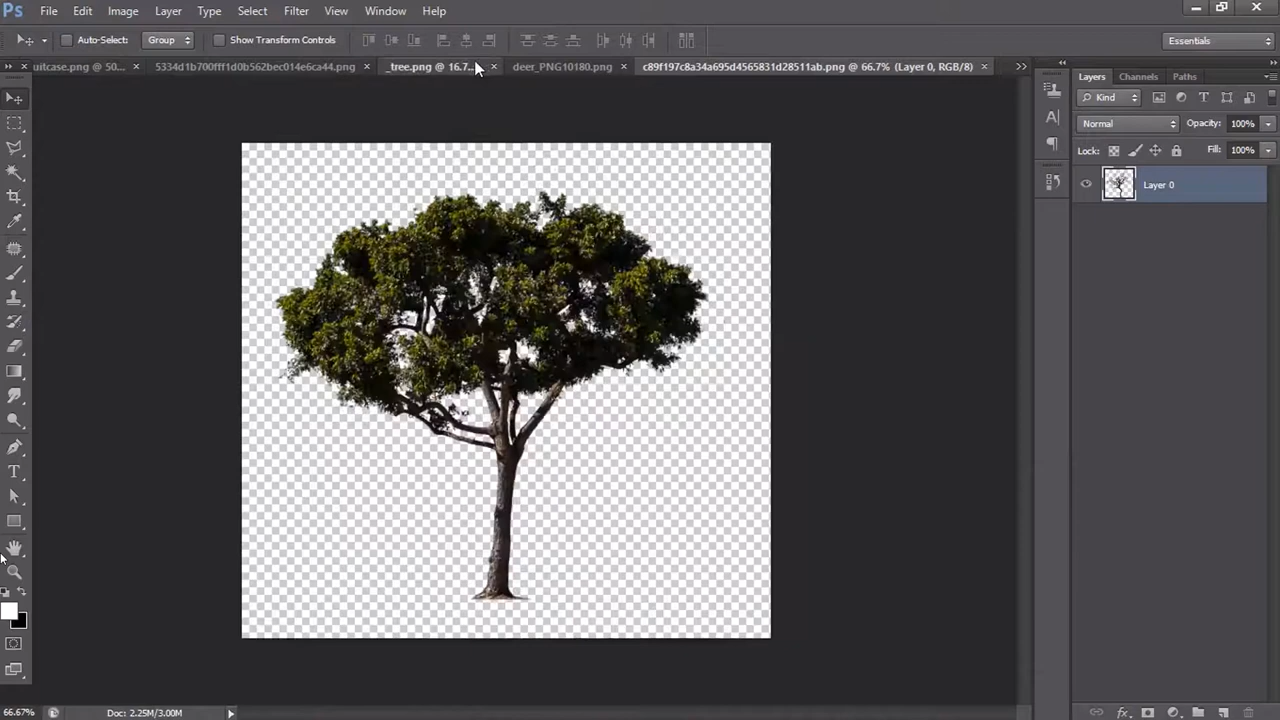 Ps File Edit Image Layer Type Select Filter View Window Help
Auto-Select: Group Show Transform Controls Essentials
uitcase.png @ 50... × 5334d1b700fff1d0b562bec014e6ca44.png × _tree.png @ 16.7... × deer_PNG10180.png × c89f197c8a34a695d4565831d28511ab.png @ 66.7% (Layer 0, RGB/8) ×
Layers Channels Paths
Kind
Normal Opacity: 100%
Lock: Fill: 100%
Layer 0
66.67% Doc: 2.25M/3.00M